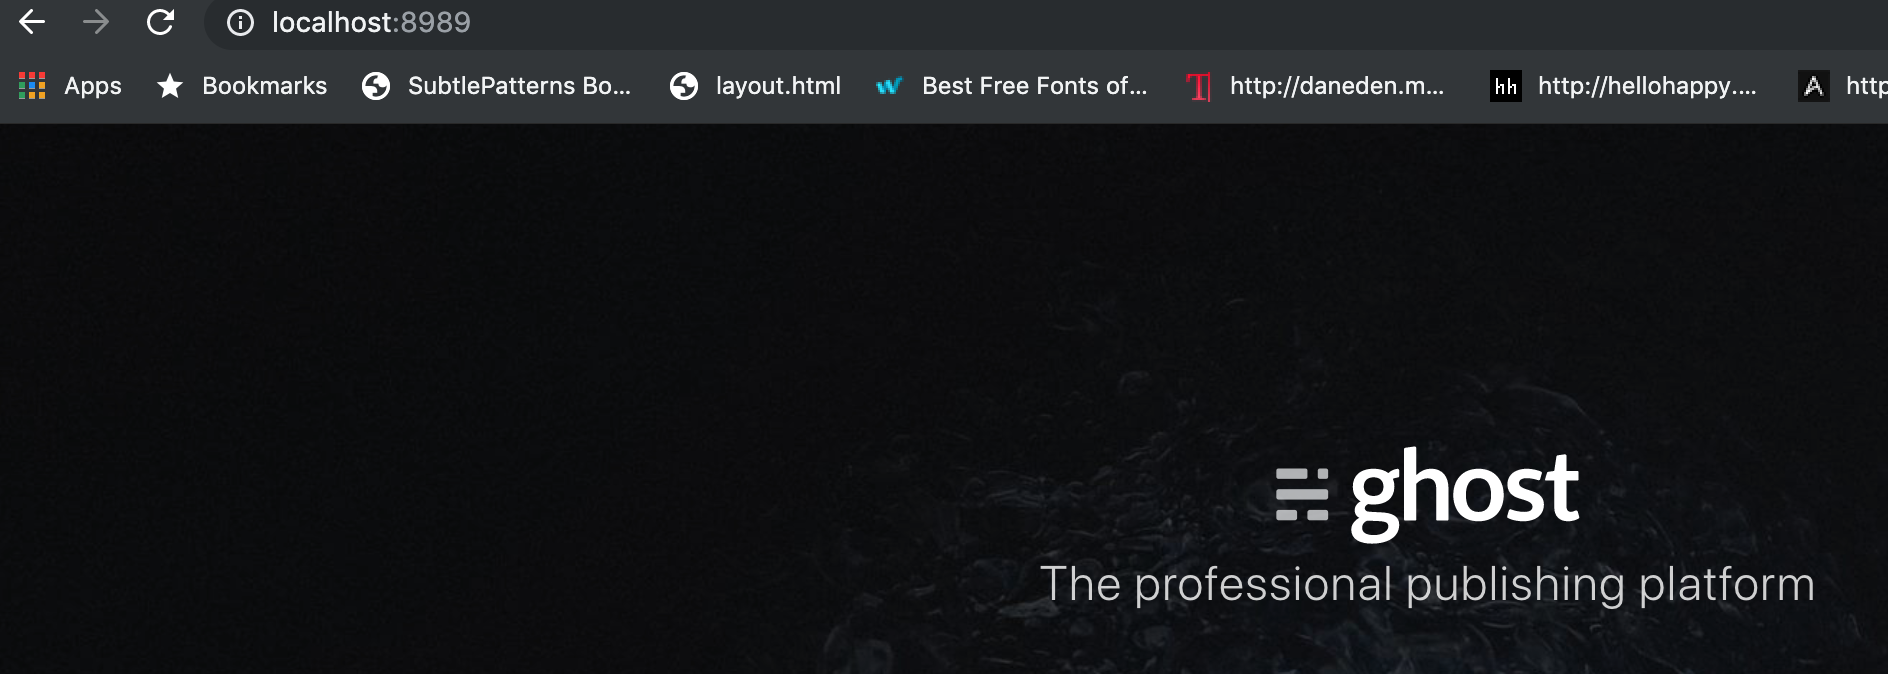 localhost:8989
Apps Bookmarks SubtlePatterns Bo... layout.html Best Free Fonts of... http://daneden.m... hh http://hellohappy.... A http
ghost
The professional publishing platform